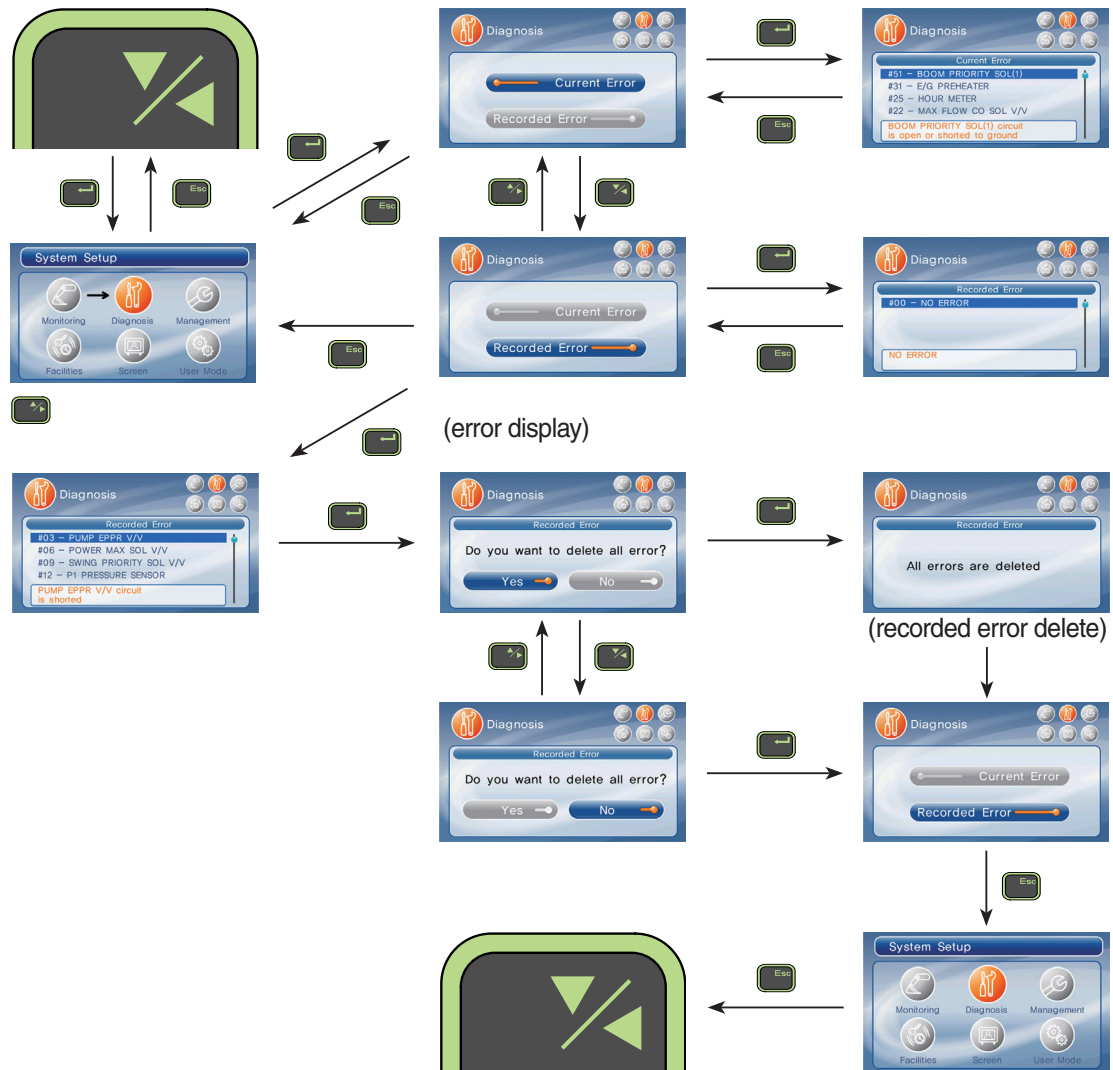 Diagnosis
Current Error
Recorded Error
Diagnosis
Current Error
#51 – BOOM PRIORITY SOL(1)
#31 – E/G PREHEATER
#25 – HOUR METER
#22 – MAX FLOW CO SOL V/V
BOOM PRIORITY SOL(1) circuit
is open or shorted to ground
Esc
Esc
Esc
System Setup
Monitoring
Diagnosis
Management
Facilities
Screen
User Mode
Diagnosis
Current Error
Recorded Error
Diagnosis
Recorded Error
#00 – NO ERROR
NO ERROR
Esc
Esc
(error display)
Diagnosis
Recorded Error
#03 – PUMP EPPR V/V
#06 – POWER MAX SOL V/V
#09 – SWING PRIORITY SOL V/V
#12 – P1 PRESSURE SENSOR
PUMP EPPR V/V circuit
is shorted
Diagnosis
Recorded Error
Do you want to delete all error?
Yes
No
Diagnosis
Recorded Error
All errors are deleted
(recorded error delete)
Diagnosis
Recorded Error
Do you want to delete all error?
Yes
No
Diagnosis
Current Error
Recorded Error
Esc
System Setup
Monitoring
Diagnosis
Management
Facilities
Screen
User Mode
Esc